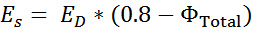 E_s = E_D * (0.8 − Φ_Total)